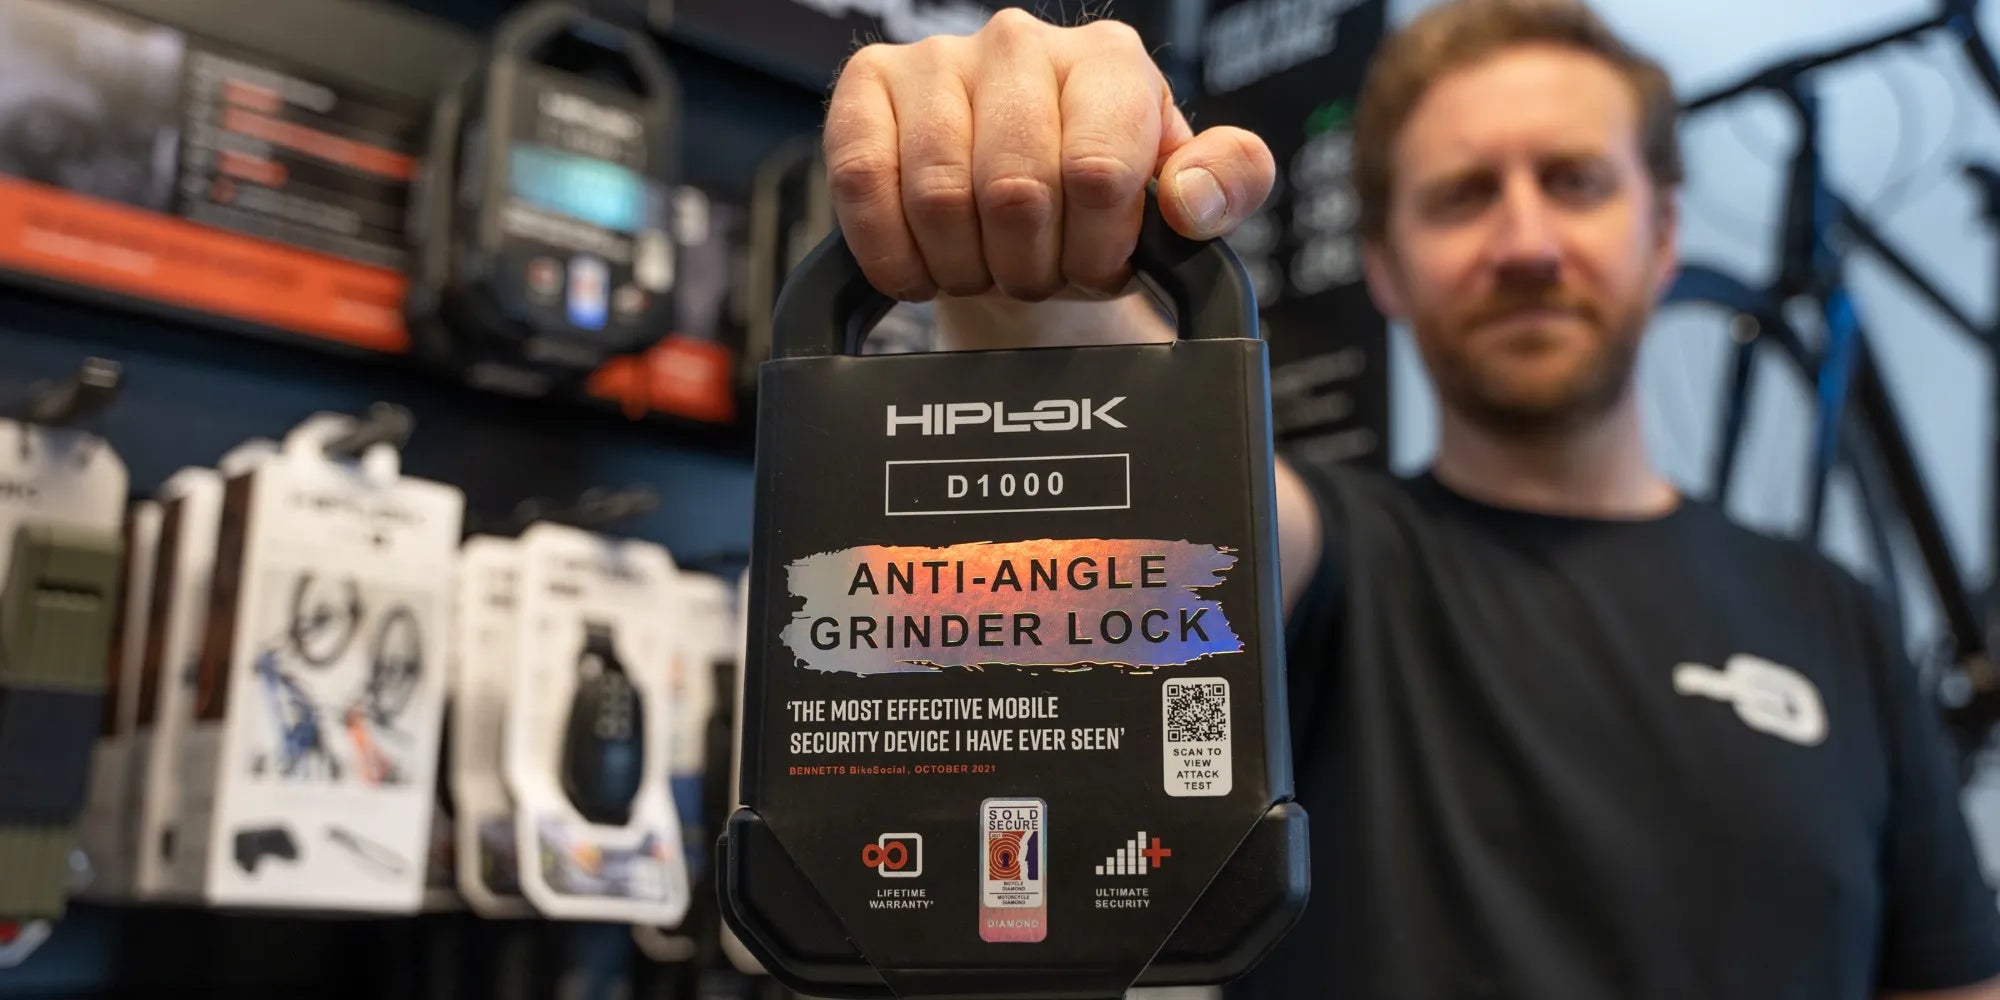 HIPLOK
D1000
ANTI-ANGLE
GRINDER LOCK
‘THE MOST EFFECTIVE MOBILE
SECURITY DEVICE I HAVE EVER SEEN’
BENNETTS BikeSocial, OCTOBER 2021
SCAN TO
VIEW
ATTACK
TEST
LIFETIME
WARRANTY*
SOLD
SECURE
BICYCLE
DIAMOND
MOTORCYCLE
DIAMOND
DIAMOND
ULTIMATE
SECURITY